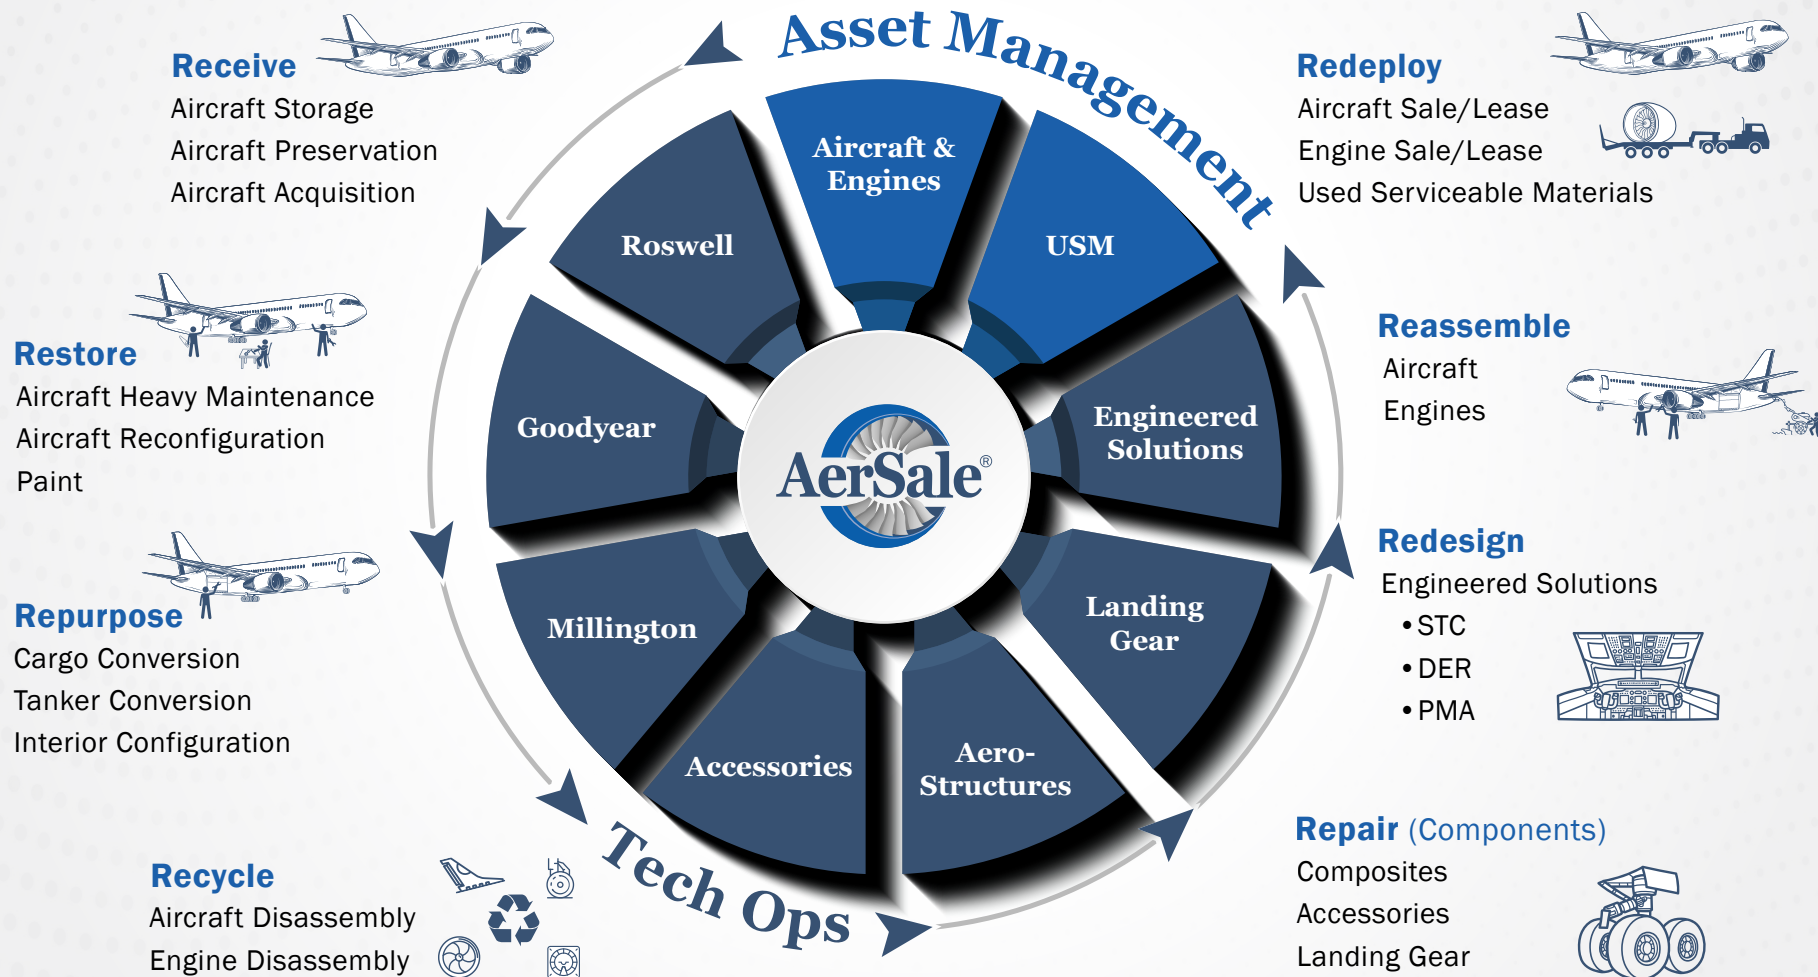 Asset Management
Receive
Aircraft Storage
Aircraft Preservation
Aircraft Acquisition
Restore
Aircraft Heavy Maintenance
Aircraft Reconfiguration
Paint
Repurpose
Cargo Conversion
Tanker Conversion
Interior Configuration
Recycle
Aircraft Disassembly
Engine Disassembly
Aircraft &
Engines
USM
Roswell
Goodyear
Engineered
Solutions
AerSale®
Millington
Landing
Gear
Accessories
Aero-
Structures
Tech Ops
Redeploy
Aircraft Sale/Lease
Engine Sale/Lease
Used Serviceable Materials
Reassemble
Aircraft
Engines
Redesign
Engineered Solutions
• STC
• DER
• PMA
Repair (Components)
Composites
Accessories
Landing Gear